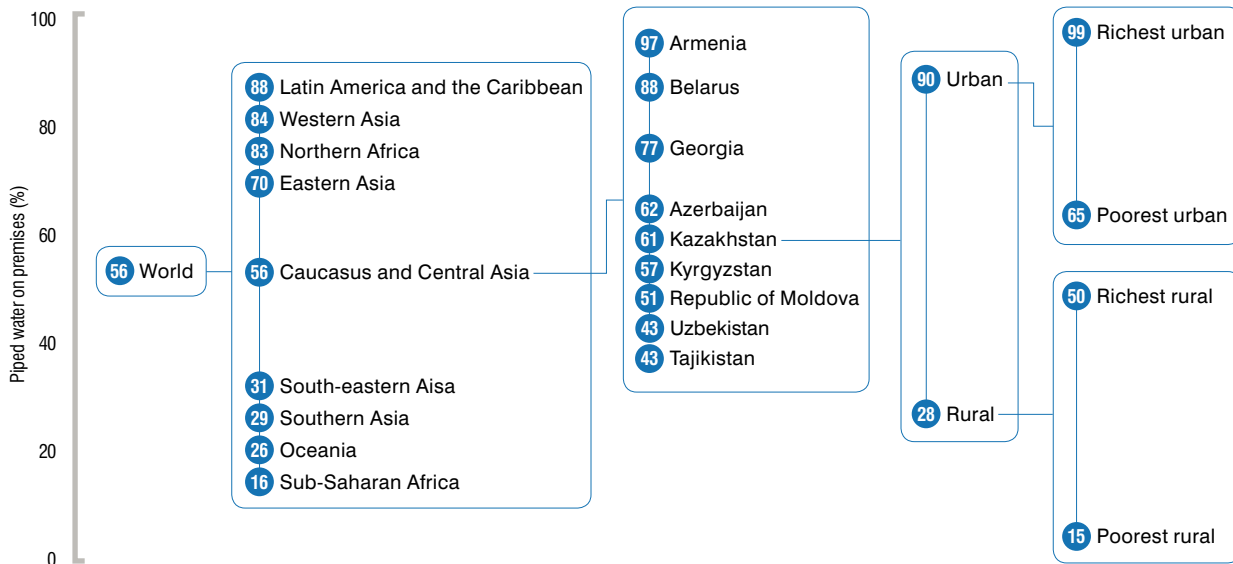 Piped water on premises (%)
100
80
60
40
20
0
56 World
88 Latin America and the Caribbean
84 Western Asia
83 Northern Africa
70 Eastern Asia
56 Caucasus and Central Asia
31 South-eastern Aisa
29 Southern Asia
26 Oceania
16 Sub-Saharan Africa
97 Armenia
88 Belarus
77 Georgia
62 Azerbaijan
61 Kazakhstan
57 Kyrgyzstan
51 Republic of Moldova
43 Uzbekistan
43 Tajikistan
90 Urban
28 Rural
99 Richest urban
65 Poorest urban
50 Richest rural
15 Poorest rural